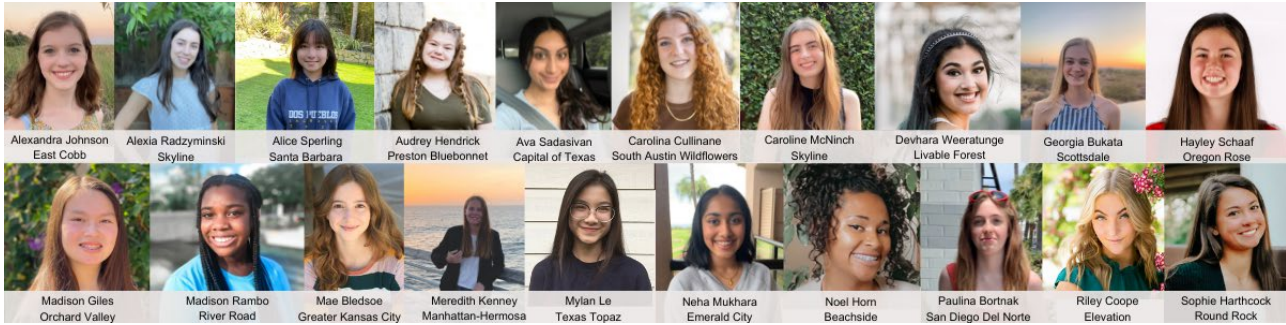 Alexandra Johnson
East Cobb
Alexia Radzyminski
Skyline
DOS PUEBLOS
Alice Sperling
Santa Barbara
Audrey Hendrick
Preston Bluebonnet
Ava Sadasivan
Capital of Texas
Carolina Cullinane
South Austin Wildflowers
Caroline McNinch
Skyline
Devhara Weeratunge
Livable Forest
Georgia Bukata
Scottsdale
Hayley Schaaf
Oregon Rose
Madison Giles
Orchard Valley
Madison Rambo
River Road
Mae Bledsoe
Greater Kansas City
Meredith Kenney
Manhattan-Hermosa
Mylan Le
Texas Topaz
Neha Mukhara
Emerald City
Noel Horn
Beachside
Paulina Bortnak
San Diego Del Norte
Riley Coope
Elevation
Sophie Harthcock
Round Rock